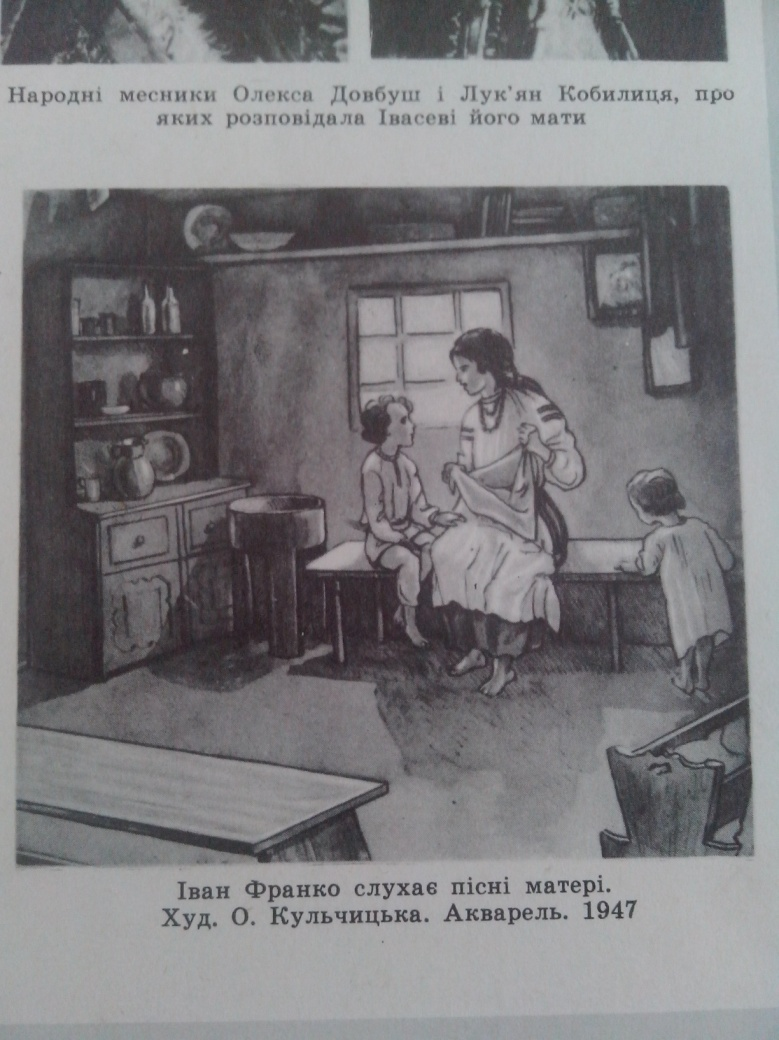 Народні месники Олекса Довбуш і Лук'ян Кобилиця, про
яких розповідала Івасеві його мати
Іван Франко слухає пісні матері.
Худ. О. Кульчицька. Акварель. 1947